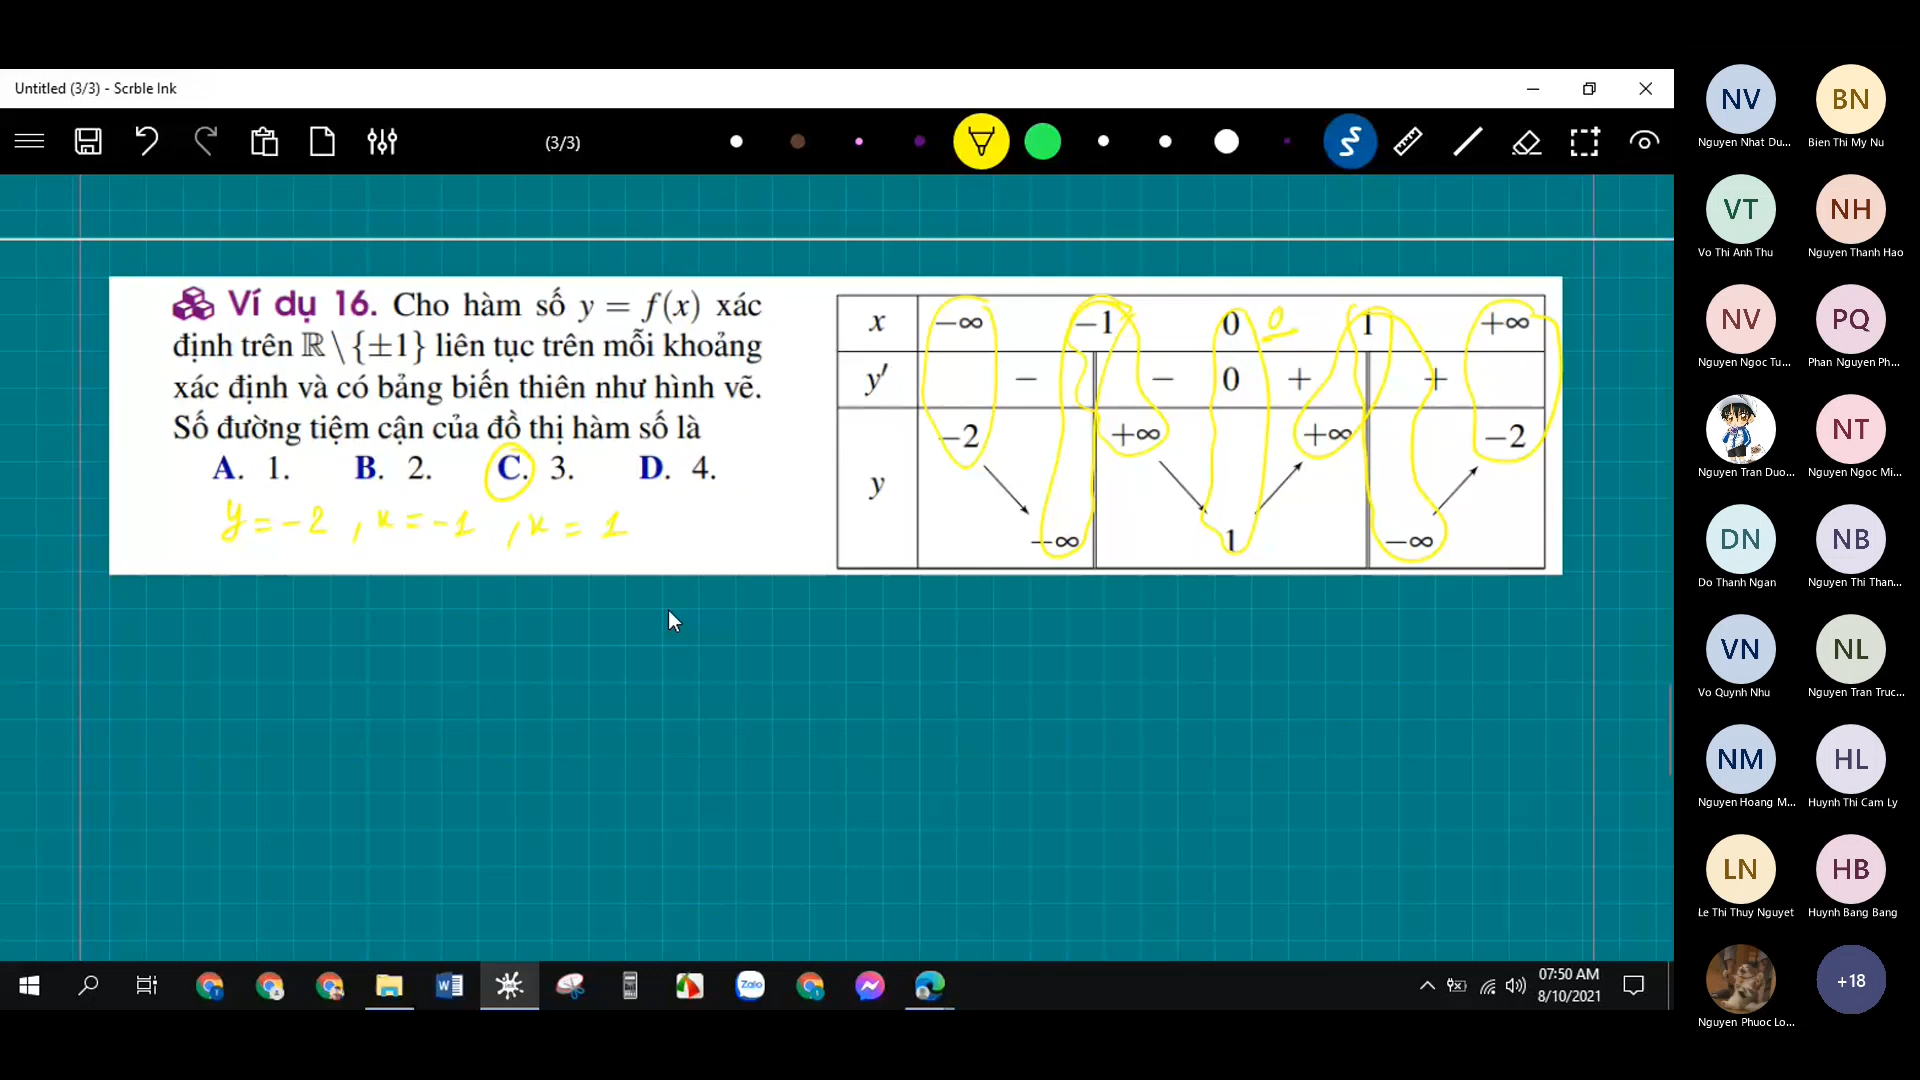 Untitled (3/3) - Scrble Ink
(3/3)
Ví dụ 16. Cho hàm số y = f(x) xác
định trên ℝ \ {±1} liên tục trên mỗi khoảng
xác định và có bảng biến thiên như hình vẽ.
Số đường tiệm cận của đồ thị hàm số là
A. 1. B. 2. C. 3. D. 4.
y = -2 , x = -1 , x = 1
x −∞ −1 0 0 1 +∞
y′ − − 0 + +
−2 +∞ +∞ −2
y
−∞ 1 −∞
NV BN
Nguyen Nhat Du... Bien Thi My Nu
VT NH
Vo Thi Anh Thu Nguyen Thanh Hao
NV PQ
Nguyen Ngoc Tu... Phan Nguyen Ph...
NT
Nguyen Tran Duo... Nguyen Ngoc Mi...
DN NB
Do Thanh Ngan Nguyen Thi Than...
VN NL
Vo Quynh Nhu Nguyen Tran Truc...
NM HL
Nguyen Hoang M... Huynh Thi Cam Ly
LN HB
Le Thi Thuy Nguyet Huynh Bang Bang
+18
Nguyen Phuoc Lo...
Zalo
07:50 AM
8/10/2021